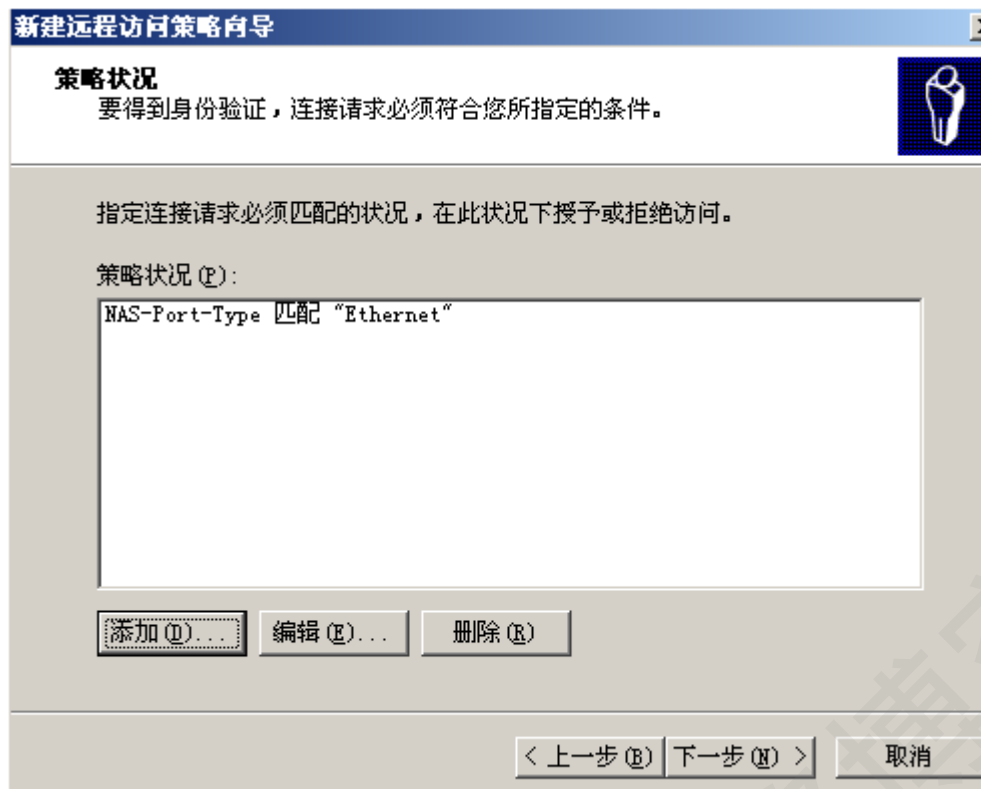 新建远程访问策略向导
策略状况
要得到身份验证，连接请求必须符合您所指定的条件。
指定连接请求必须匹配的状况，在此状况下授予或拒绝访问。
策略状况(P):
NAS-Port-Type 匹配 "Ethernet"
添加(D)... 编辑(E)... 删除(R)
< 上一步(B) 下一步(N) > 取消